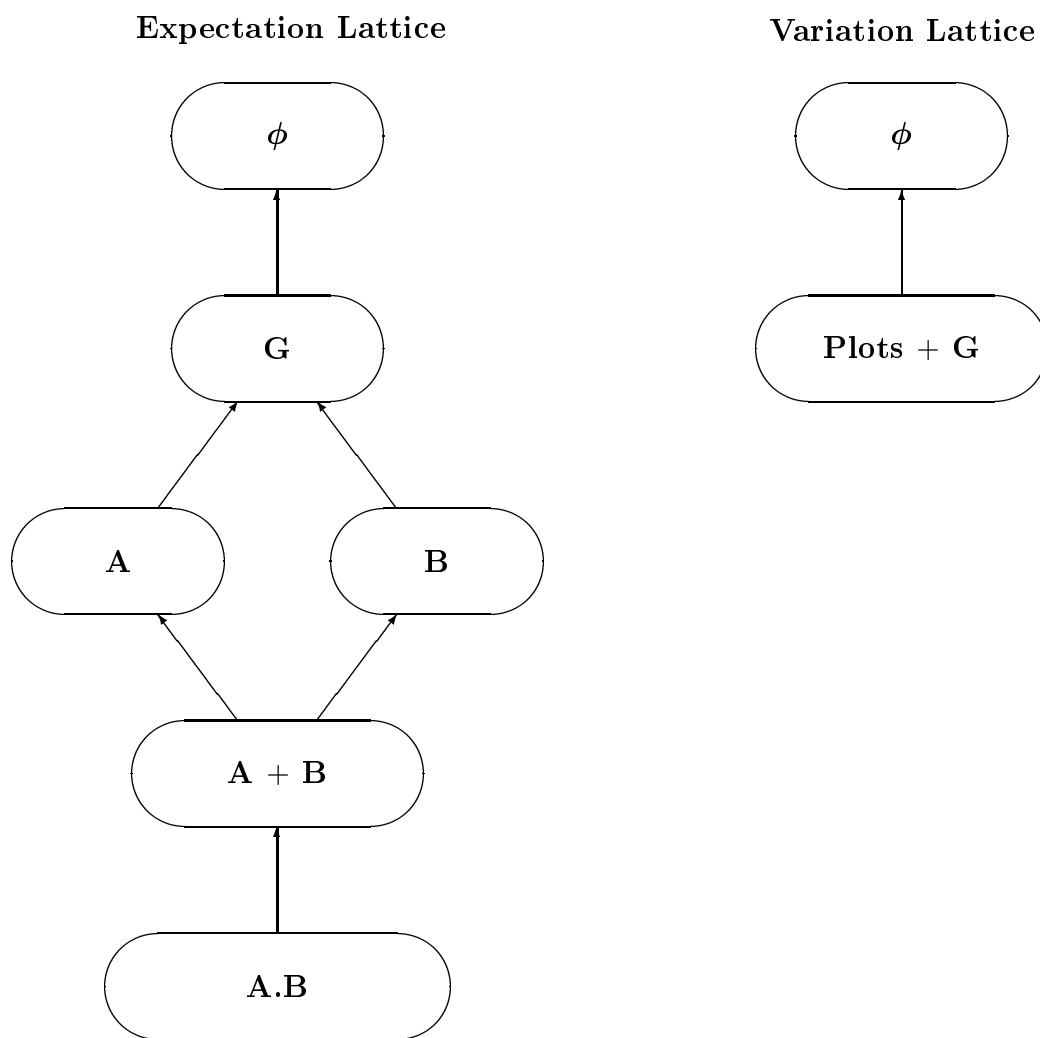 Expectation Lattice
Variation Lattice
ϕ
ϕ
G
Plots + G
A
B
A + B
A.B